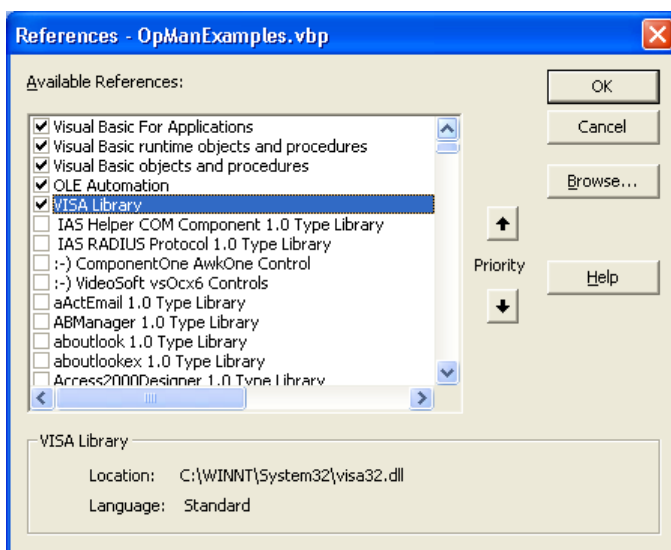 References - OpManExamples.vbp
Available References:
Visual Basic For Applications
Visual Basic runtime objects and procedures
Visual Basic objects and procedures
OLE Automation
VISA Library
IAS Helper COM Component 1.0 Type Library
IAS RADIUS Protocol 1.0 Type Library
:-) ComponentOne AwkOne Control
:-) VideoSoft vsOcx6 Controls
aActEmail 1.0 Type Library
ABManager 1.0 Type Library
aboutlook 1.0 Type Library
aboutlookex 1.0 Type Library
Access2000Designer 1.0 Type Library
OK
Cancel
Browse...
Priority
Help
VISA Library
Location: C:\WINNT\System32\visa32.dll
Language: Standard